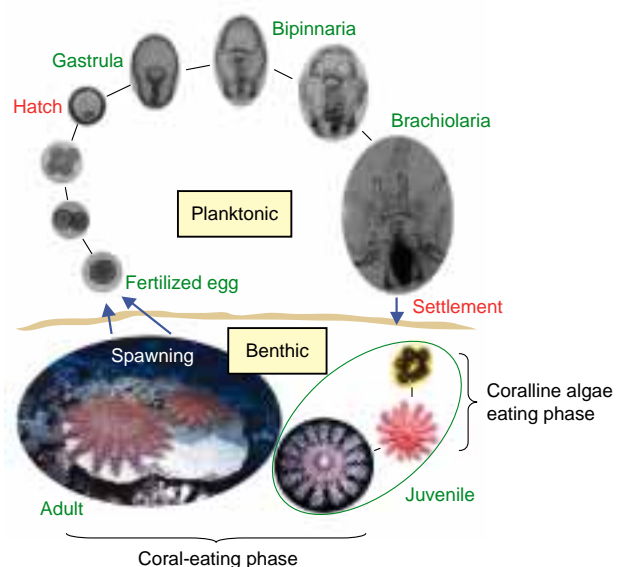 Bipinnaria
Gastrula
Hatch
Brachiolaria
Planktonic
Fertilized egg
Settlement
Spawning
Benthic
Coralline algae
eating phase
Adult
Juvenile
Coral-eating phase